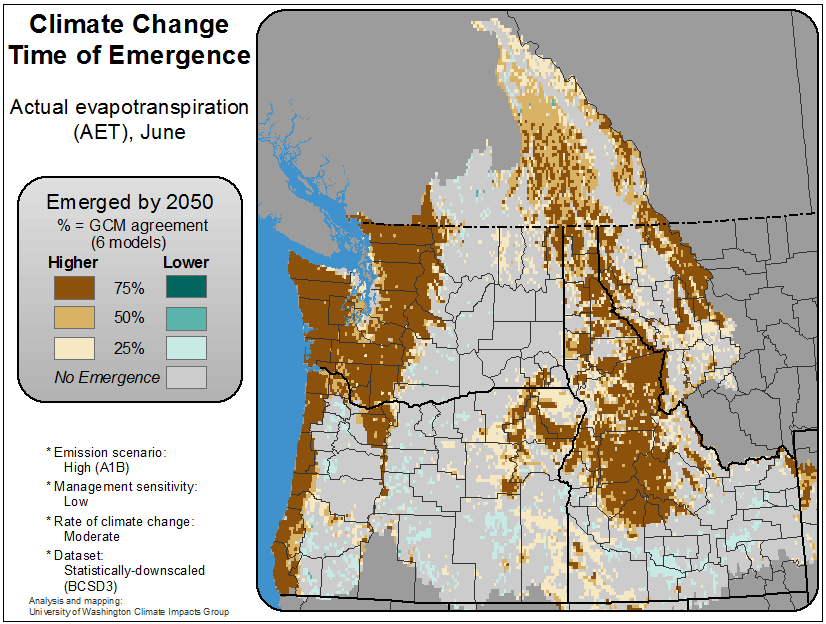 Climate Change
Time of Emergence
Actual evapotranspiration
(AET), June
Emerged by 2050
% = GCM agreement
(6 models)
Higher Lower
75%
50%
25%
No Emergence
* Emission scenario:
High (A1B)
* Management sensitivity:
Low
* Rate of climate change:
Moderate
* Dataset:
Statistically-downscaled
(BCSD3)
Analysis and mapping:
University of Washington Climate Impacts Group